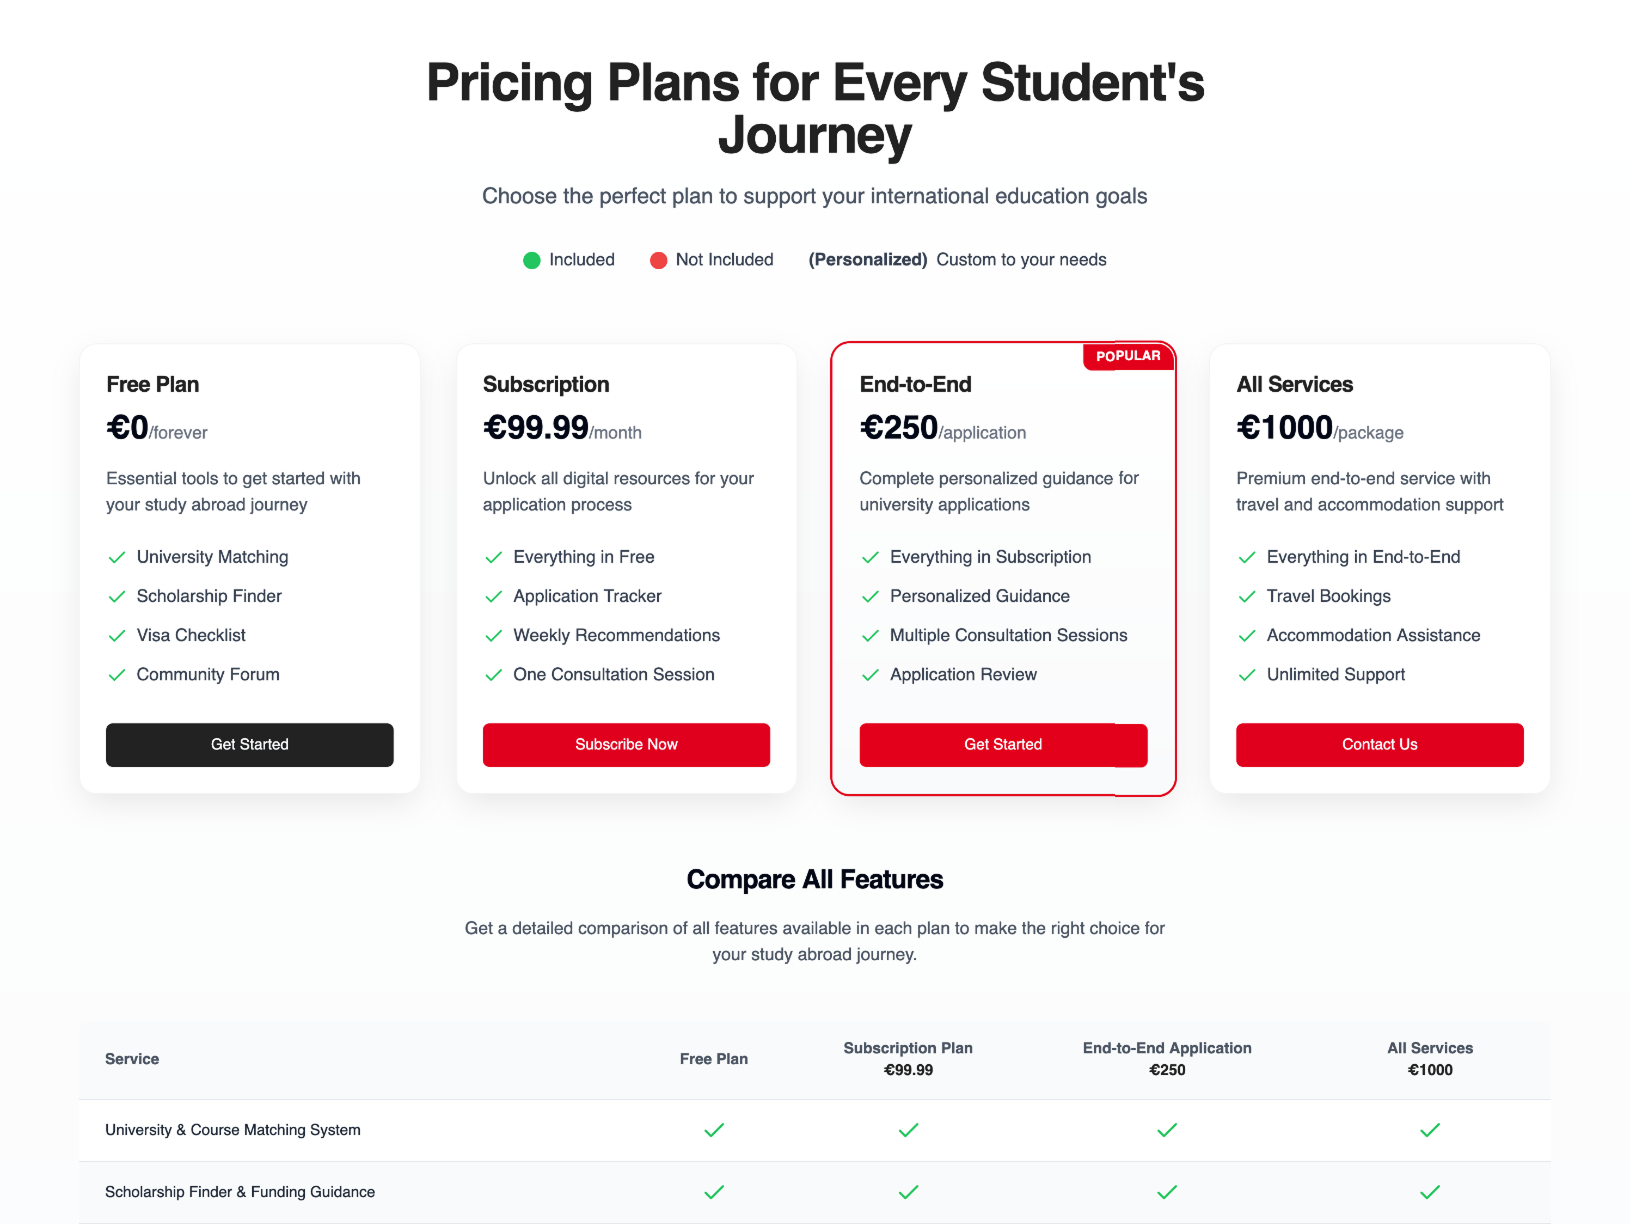 Pricing Plans for Every Student's
Journey
Choose the perfect plan to support your international education goals
Included
Not Included
(Personalized) Custom to your needs
Free Plan
€0/forever
Essential tools to get started with
your study abroad journey
University Matching
Scholarship Finder
Visa Checklist
Community Forum
Get Started
Subscription
€99.99/month
Unlock all digital resources for your
application process
Everything in Free
Application Tracker
Weekly Recommendations
One Consultation Session
Subscribe Now
POPULAR
End-to-End
€250/application
Complete personalized guidance for
university applications
Everything in Subscription
Personalized Guidance
Multiple Consultation Sessions
Application Review
Get Started
All Services
€1000/package
Premium end-to-end service with
travel and accommodation support
Everything in End-to-End
Travel Bookings
Accommodation Assistance
Unlimited Support
Contact Us
Compare All Features
Get a detailed comparison of all features available in each plan to make the right choice for
your study abroad journey.
Service
Free Plan
Subscription Plan
€99.99
End-to-End Application
€250
All Services
€1000
University & Course Matching System
Scholarship Finder & Funding Guidance